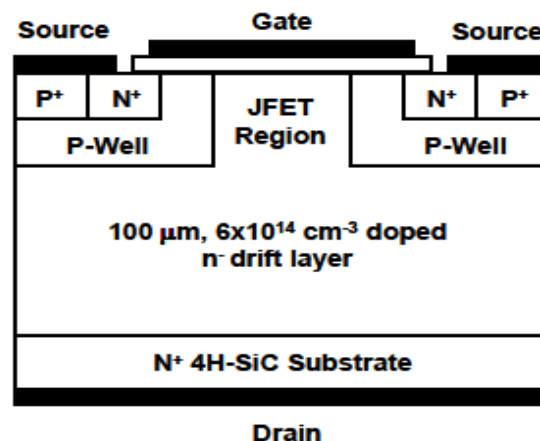 Source Gate Source
P⁺ N⁺ N⁺ P⁺
JFET
Region
P-Well P-Well
100 μm, 6x10¹⁴ cm⁻³ doped
n⁻ drift layer
N⁺ 4H-SiC Substrate
Drain